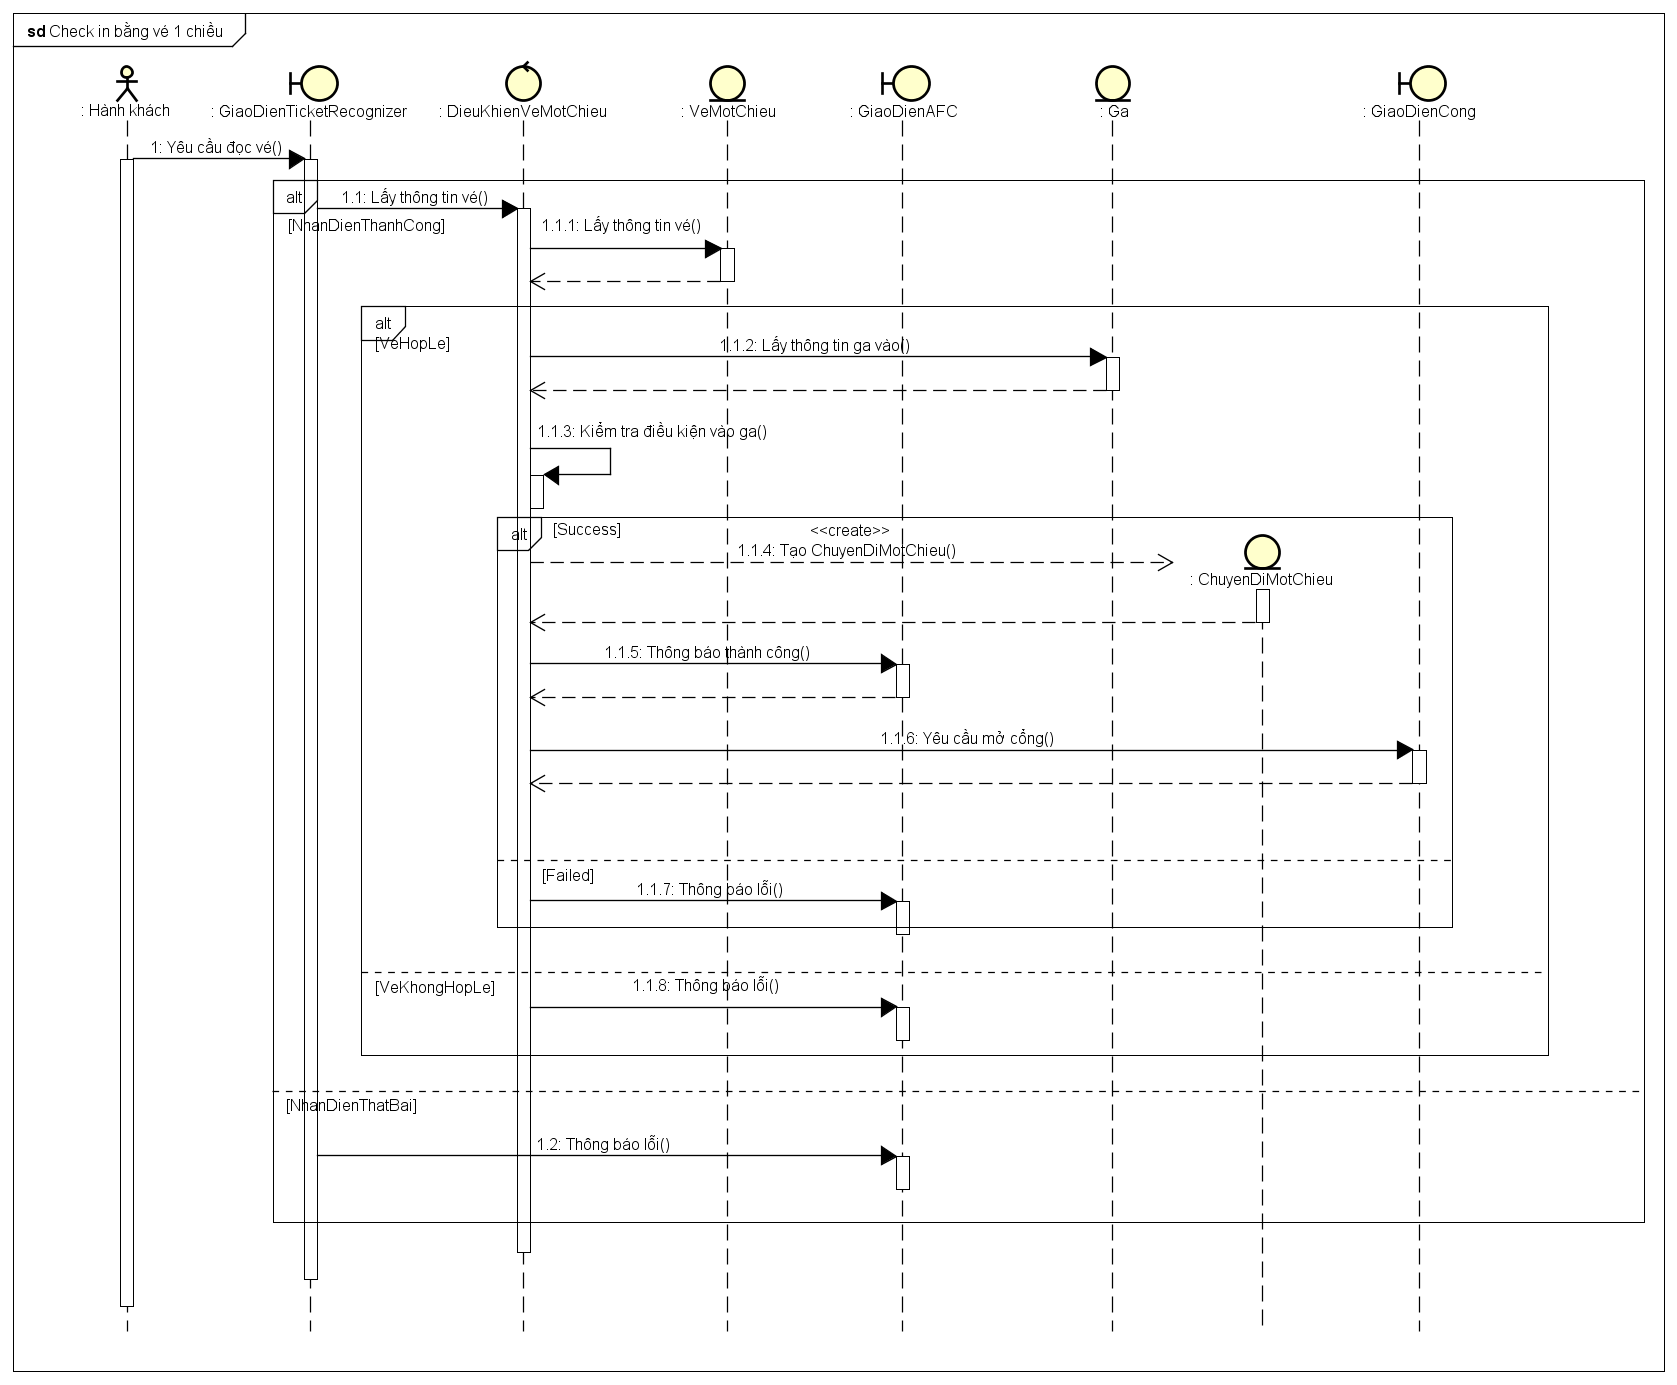 sd Check in bằng vé 1 chiều
: Hành khách
: GiaoDienTicketRecognizer
: DieuKhienVeMotChieu
: VeMotChieu
: GiaoDienAFC
: Ga
: GiaoDienCong
1: Yêu cầu đọc vé()
alt
1.1: Lấy thông tin vé()
[NhanDienThanhCong]
1.1.1: Lấy thông tin vé()
alt
[VeHopLe]
1.1.2: Lấy thông tin ga vào()
1.1.3: Kiểm tra điều kiện vào ga()
alt
[Success]
<<create>>
1.1.4: Tạo ChuyenDiMotChieu()
: ChuyenDiMotChieu
1.1.5: Thông báo thành công()
1.1.6: Yêu cầu mở cổng()
[Failed]
1.1.7: Thông báo lỗi()
[VeKhongHopLe]
1.1.8: Thông báo lỗi()
[NhanDienThatBai]
1.2: Thông báo lỗi()